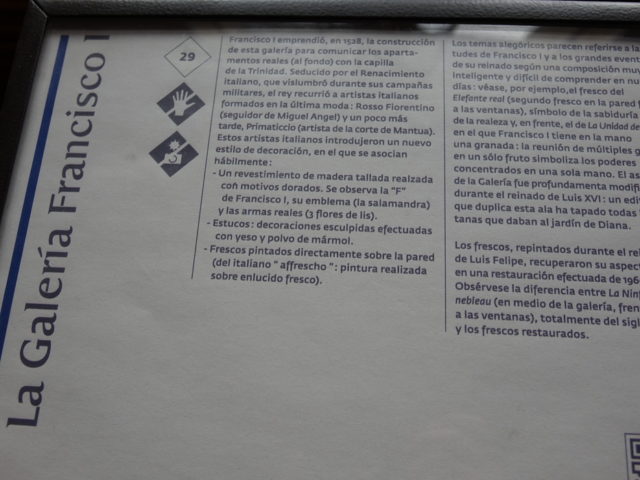 La Galería Francisco I
29
Francisco I emprendió, en 1528, la construcción
de esta galería para comunicar los aparta-
mentos reales (al fondo) con la capilla
de la Trinidad. Seducido por el Renacimiento
italiano, que vislumbró durante sus campañas
militares, el rey recurrió a artistas italianos
formados en la última moda : Rosso Fiorentino
(seguidor de Miguel Angel) y un poco más
tarde, Primaticcio (artista de la corte de Mantua).
Estos artistas italianos introdujeron un nuevo
estilo de decoración, en el que se asocian
hábilmente :
- Un revestimiento de madera tallada realzada
con motivos dorados. Se observa la "F"
de Francisco I, su emblema (la salamandra)
y las armas reales (3 flores de lis).
- Estucos : decoraciones esculpidas efectuadas
con yeso y polvo de mármol.
- Frescos pintados directamente sobre la pared
(del italiano " affrescho " : pintura realizada
sobre enlucido fresco).
Los temas alegóricos parecen referirse a la
tudes de Francisco I y a los grandes event
de su reinado según una composición muy
inteligente y difícil de comprender en nu
días : véase, por ejemplo,el fresco del
Elefante real (segundo fresco en la pared
a las ventanas), símbolo de la sabiduría
de la realeza y, en frente, el de La Unidad
en el que Francisco I tiene en la mano
una granada : la reunión de múltiples g
en un sólo fruto simboliza los poderes
concentrados en una sola mano. El as
de la Galería fue profundamente modifi
durante el reinado de Luis XVI : un edi
que duplica esta ala ha tapado todas
tanas que daban al jardín de Diana.
Los frescos, repintados durante el rei
de Luis Felipe, recuperaron su aspec
en una restauración efectuada de 196
Obsérvese la diferencia entre La Nin
nebleau (en medio de la galería, fren
a las ventanas), totalmente del sigl
y los frescos restaurados.